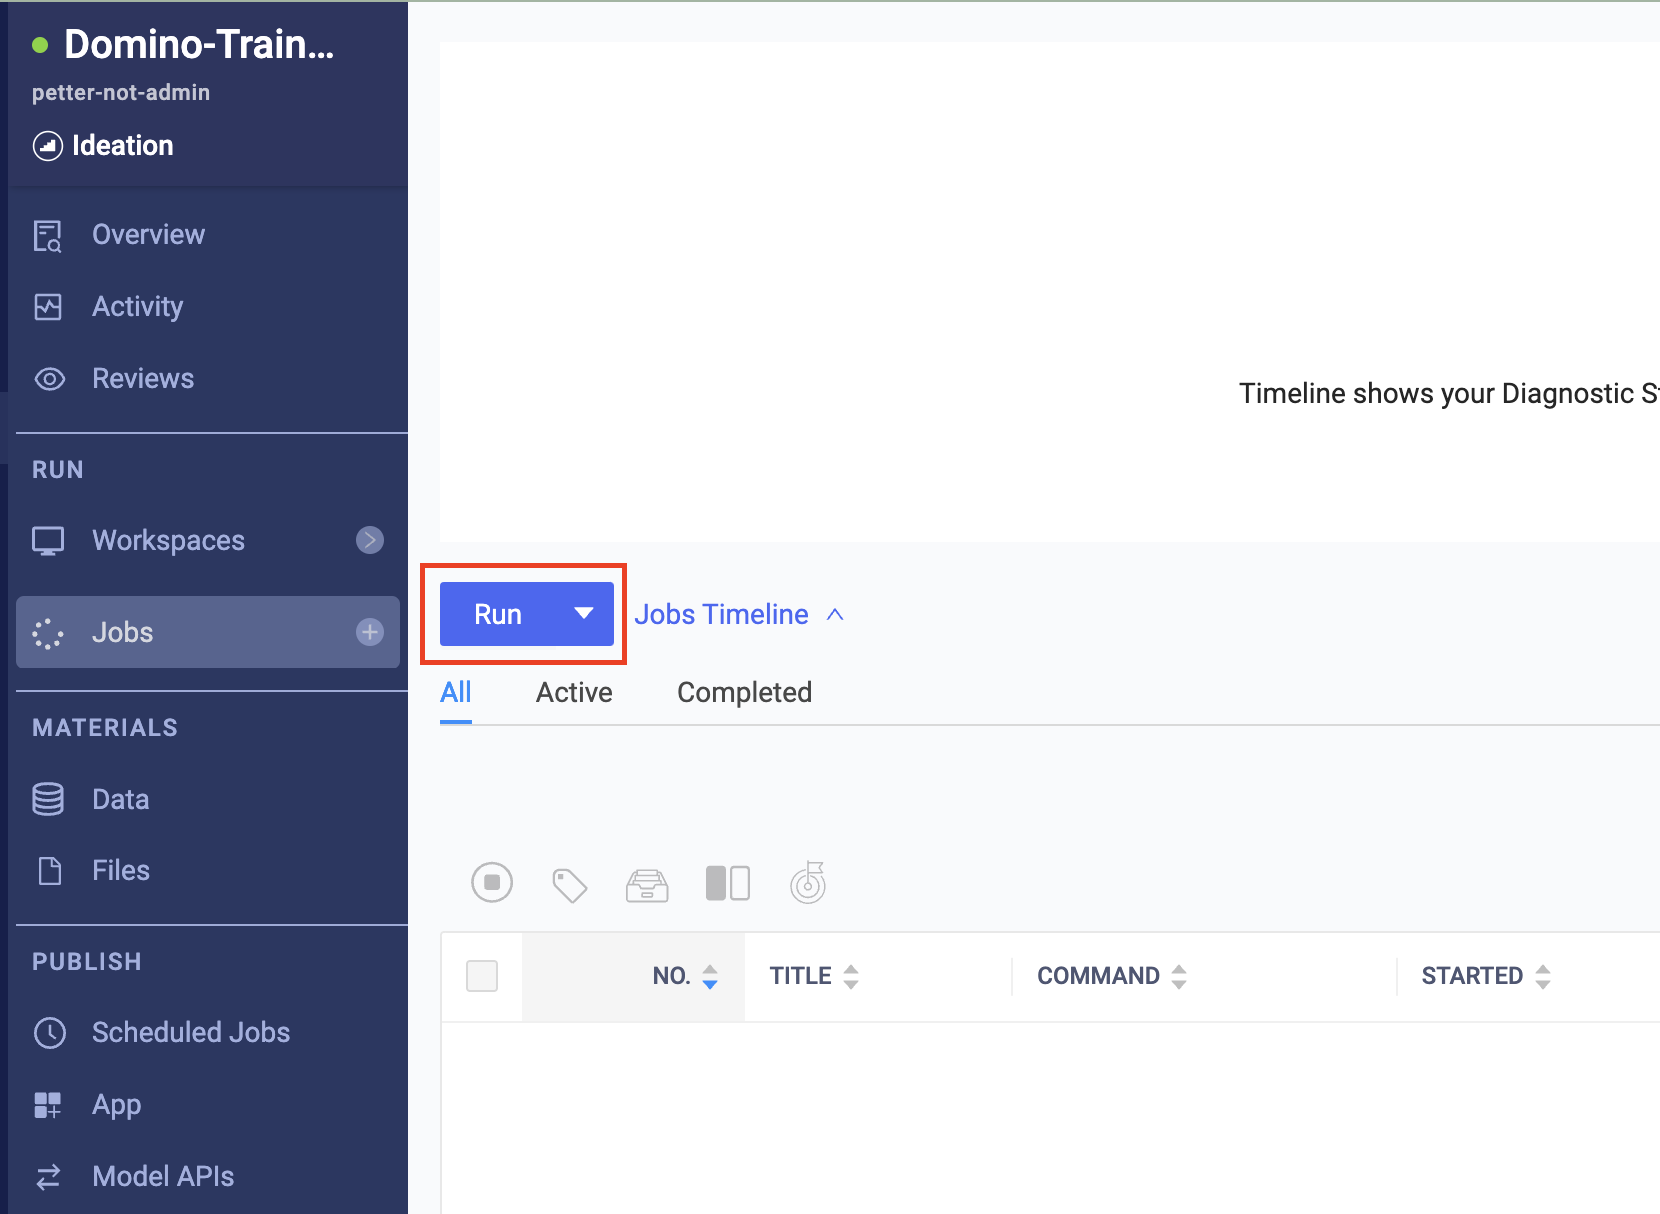 Domino-Train...
petter-not-admin
Ideation
Overview
Activity
Reviews
RUN
Workspaces
Jobs
MATERIALS
Data
Files
PUBLISH
Scheduled Jobs
App
Model APIs
Timeline shows your Diagnostic
Run
Jobs Timeline
All
Active
Completed
NO.
TITLE
COMMAND
STARTED